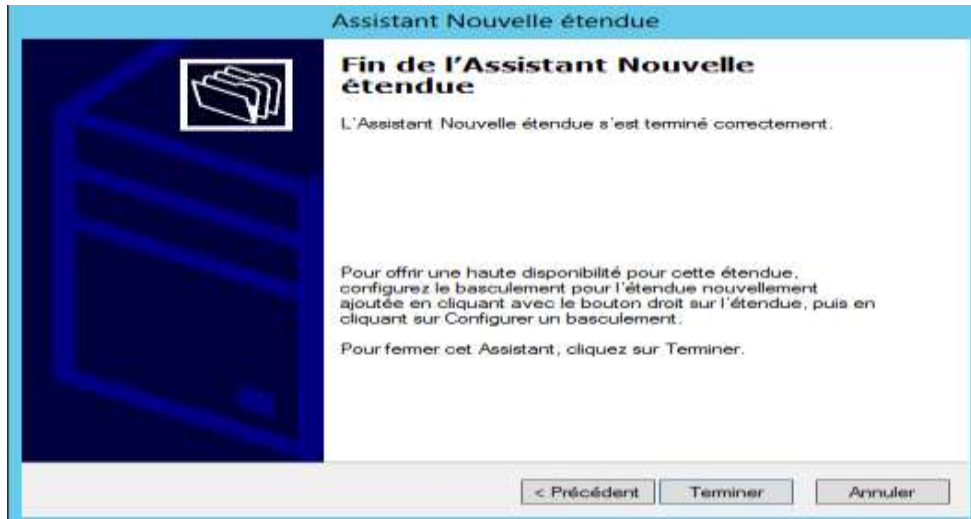 Assistant Nouvelle étendue
Fin de l'Assistant Nouvelle
étendue
L'Assistant Nouvelle étendue s'est terminé correctement.
Pour offrir une haute disponibilité pour cette étendue,
configurez le basculement pour l'étendue nouvellement
ajoutée en cliquant avec le bouton droit sur l'étendue, puis en
cliquant sur Configurer un basculement.
Pour fermer cet Assistant, cliquez sur Terminer.
< Précédent Terminer Annuler